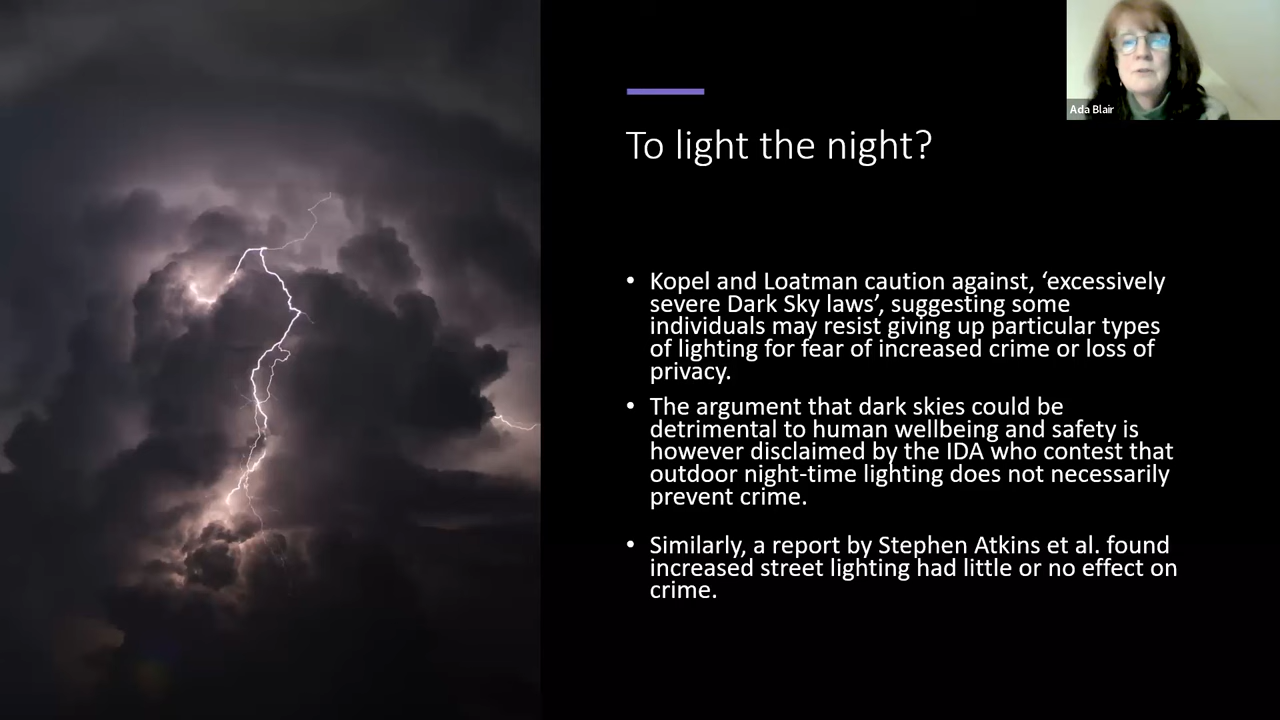 Ada Blair
To light the night?
• Kopel and Loatman caution against, ‘excessively
severe Dark Sky laws’, suggesting some
individuals may resist giving up particular types
of lighting for fear of increased crime or loss of
privacy.
• The argument that dark skies could be
detrimental to human wellbeing and safety is
however disclaimed by the IDA who contest that
outdoor night-time lighting does not necessarily
prevent crime.
• Similarly, a report by Stephen Atkins et al. found
increased street lighting had little or no effect on
crime.